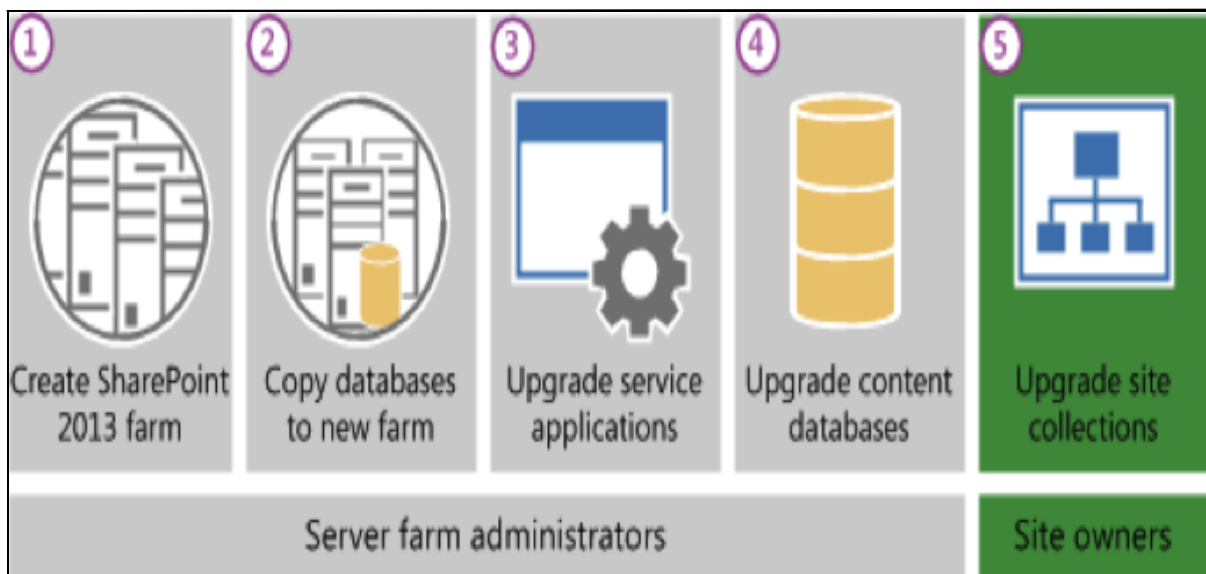 1
Create SharePoint
2013 farm
2
Copy databases
to new farm
3
Upgrade service
applications
4
Upgrade content
databases
5
Upgrade site
collections
Server farm administrators
Site owners